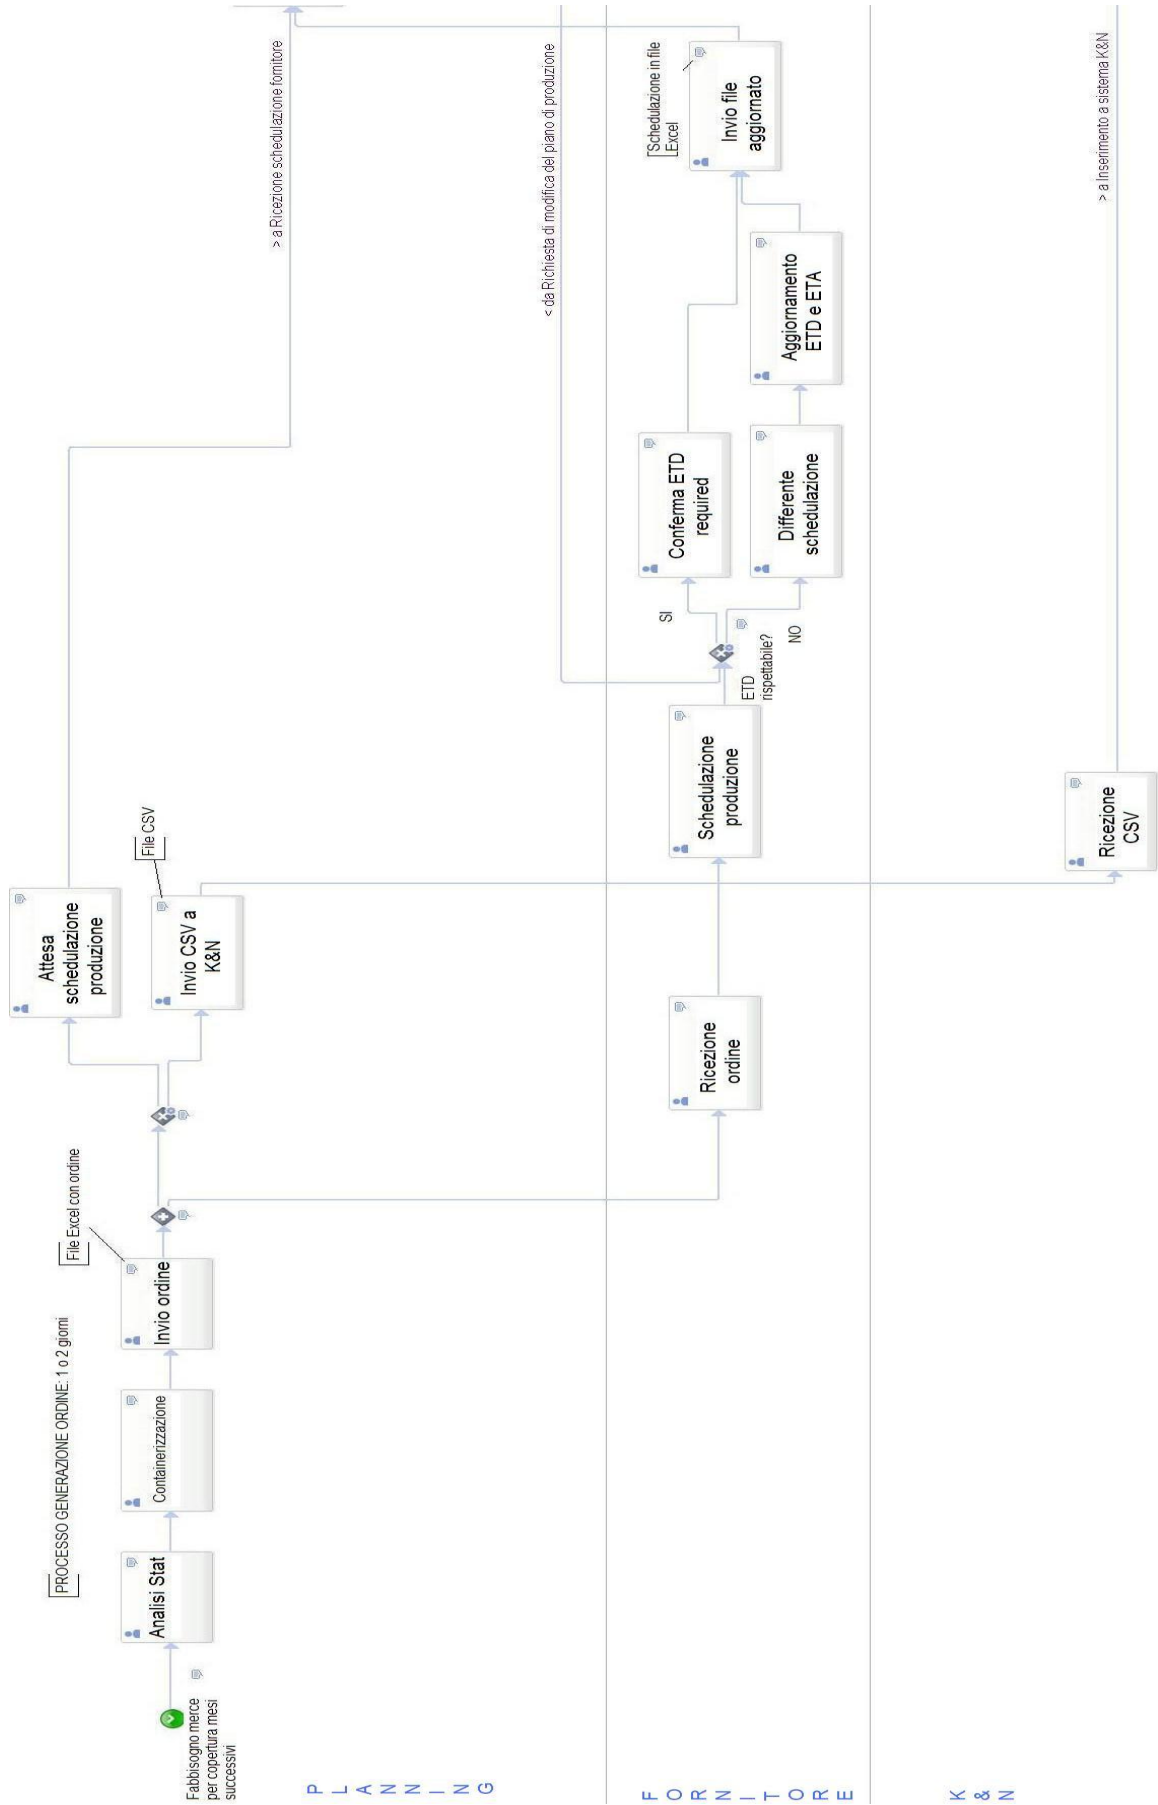 Fabbisogno merce
per copertura mesi
successivi
PROCESSO GENERAZIONE ORDINE: 1 o 2 giorni
Analisi Stat
Containerizzazione
Invio ordine
File Excel con ordine
Attesa
schedulazione
produzione
Invio CSV a
K&N
File CSV
> a Ricezione schedulazione fornitore
< da Richiesta di modifica del piano di produzione
PLANNING
Ricezione
ordine
Schedulazione
produzione
ETD
rispettabile?
SI
NO
Conferma ETD
required
Differente
schedulazione
Aggiornamento
ETD e ETA
Invio file
aggiornato
Schedulazione in file
Excel
FORNITORE
Ricezione
CSV
> a Inserimento a sistema K&N
K&N